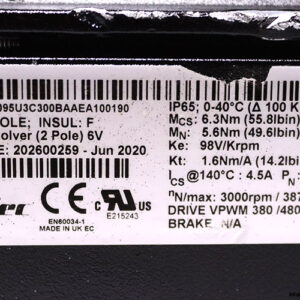 095U3C300BAAEA100190
OLE; INSUL: F
olver (2 Pole) 6V
E: 202600259 - Jun 2020
EN60034-1
MADE IN UK EC
E215243
IP65; 0-40°C (Δ 100 K
MCS: 6.3Nm (55.8lbin)
MN: 5.6Nm (49.6lbin)
Ke: 98V/Krpm
Kt: 1.6Nm/A (14.2lbi
ICS @140°C : 4.5A
n/max: 3000rpm / 387
DRIVE VPWM 380 /480
BRAKE: N/A